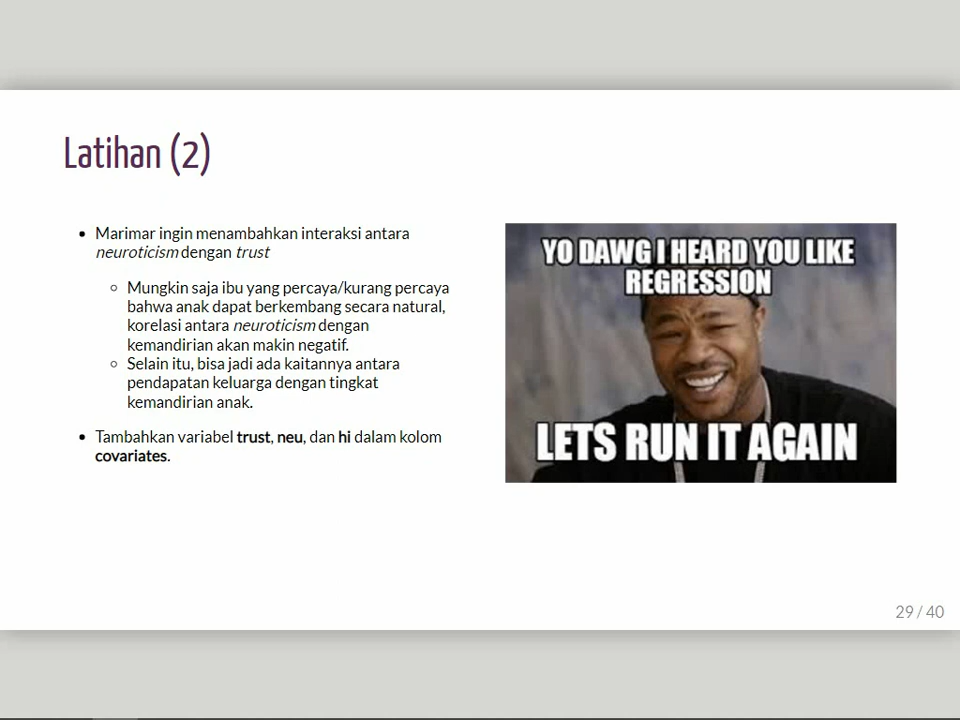 Latihan (2)
Marimar ingin menambahkan interaksi antara
neuroticism dengan trust
Mungkin saja ibu yang percaya/kurang percaya
bahwa anak dapat berkembang secara natural,
korelasi antara neuroticism dengan
kemandirian akan makin negatif.
Selain itu, bisa jadi ada kaitannya antara
pendapatan keluarga dengan tingkat
kemandirian anak.
Tambahkan variabel trust, neu, dan hi dalam kolom
covariates.
YO DAWG I HEARD YOU LIKE
REGRESSION
LETS RUN IT AGAIN
29 / 40